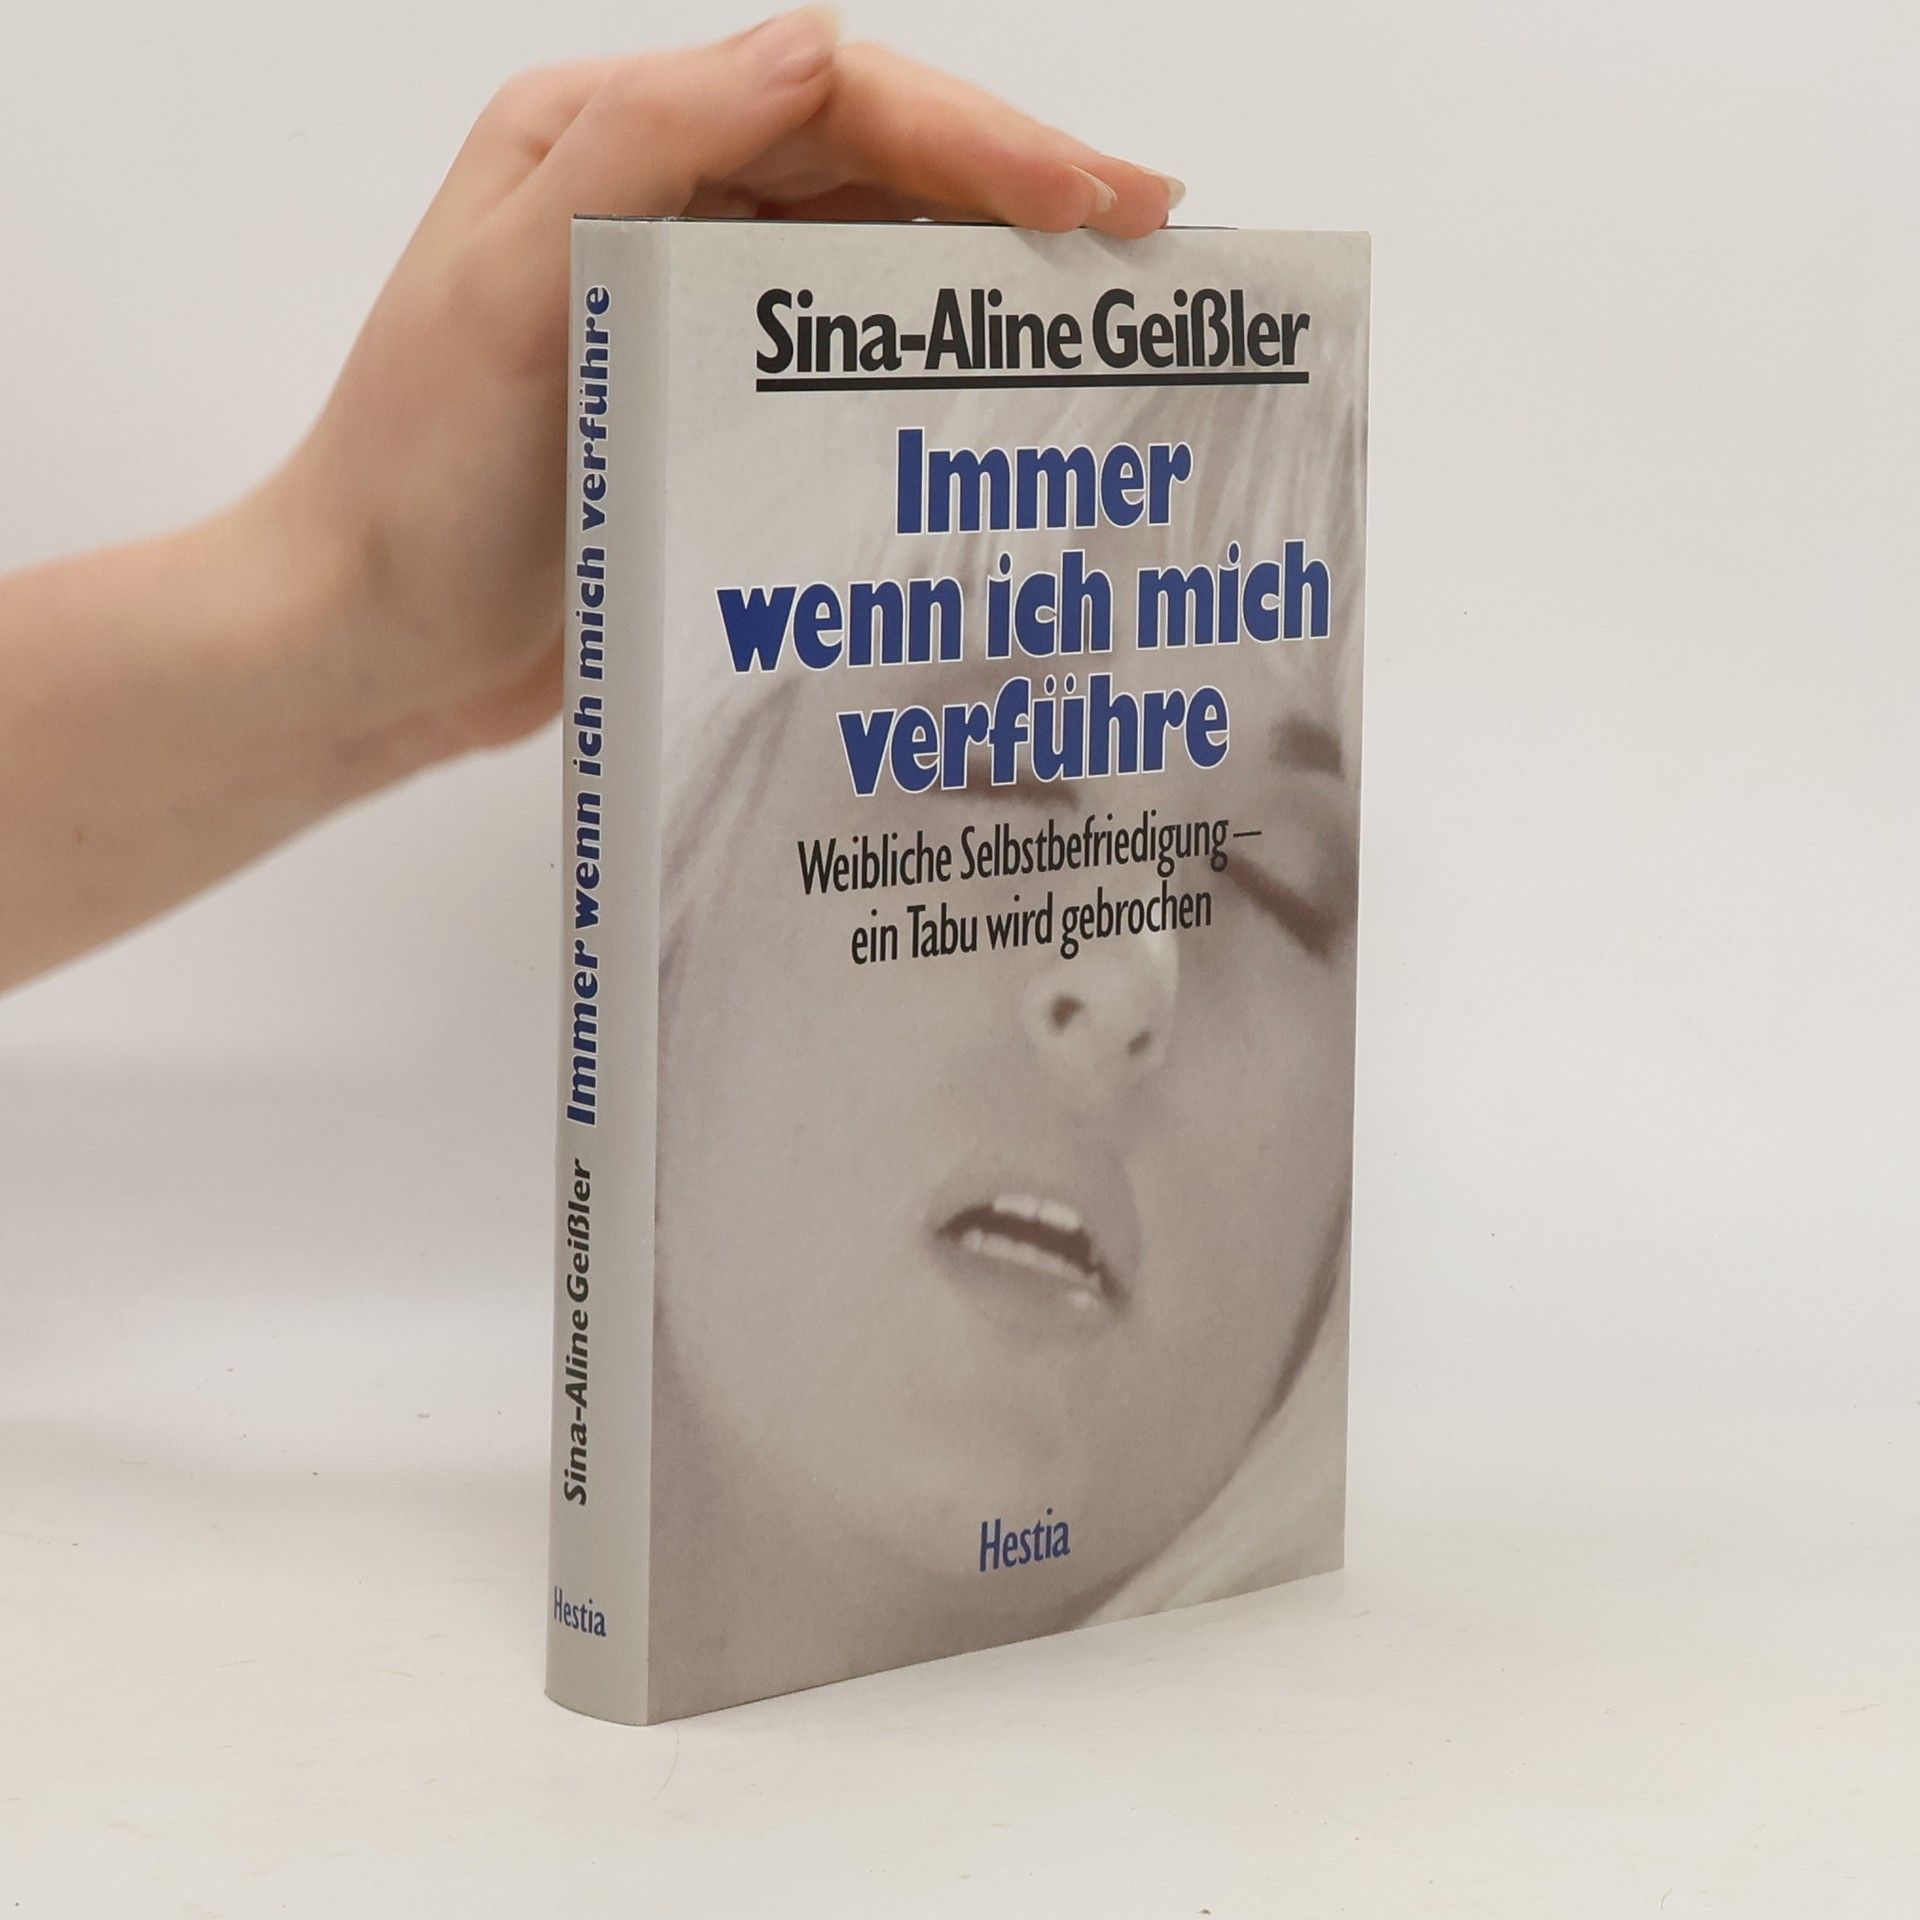 Sina-Aline Geißler
Immer
wenn ich mich
verführe
Weibliche Selbstbefriedigung –
ein Tabu wird gebrochen
Hestia
Sina-Aline Geißler Immer wenn ich mich verführe
Hestia